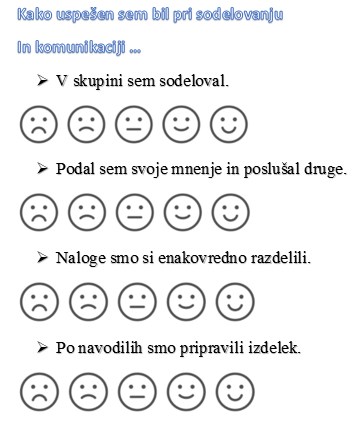 Kako uspešen sem bil pri sodelovanju
In komunikaciji ...
V skupini sem sodeloval.
Podal sem svoje mnenje in poslušal druge.
Naloge smo si enakovredno razdelili.
Po navodilih smo pripravili izdelek.